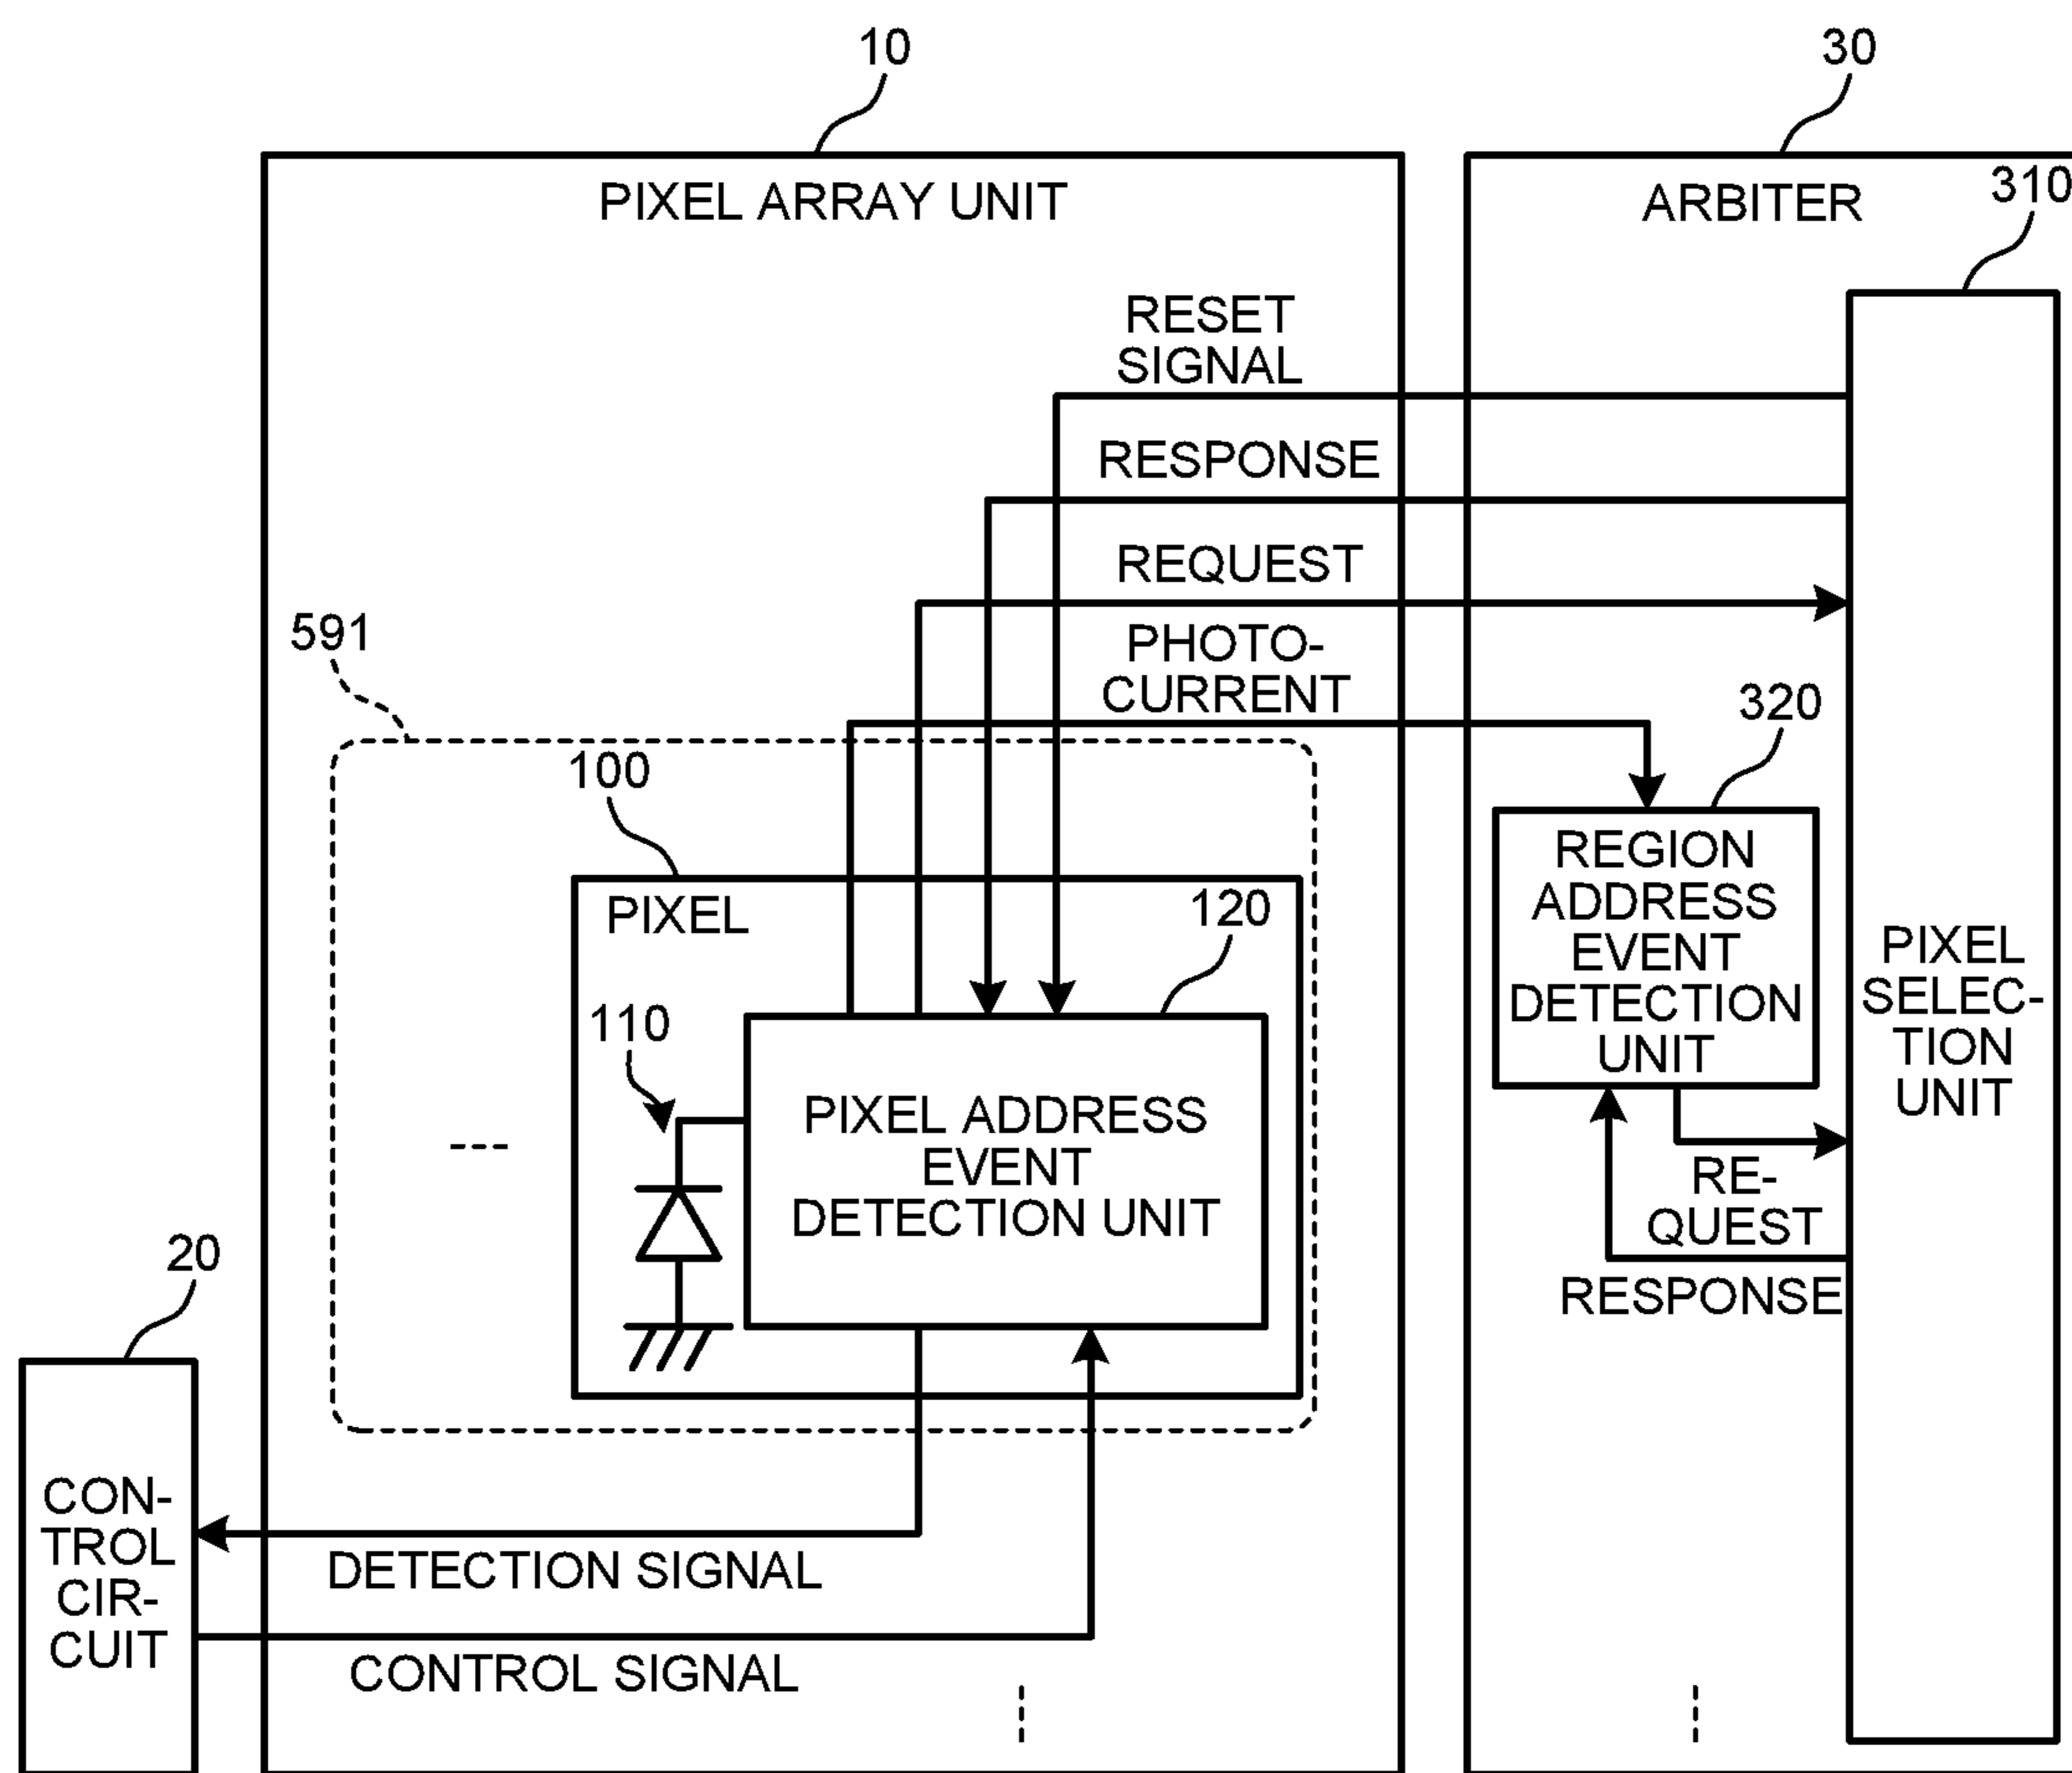 10
30
PIXEL ARRAY UNIT
ARBITER
310
RESET
SIGNAL
RESPONSE
REQUEST
PHOTO-
CURRENT
591
320
100
PIXEL
120
110
PIXEL ADDRESS
EVENT
DETECTION UNIT
REGION
ADDRESS
EVENT
DETECTION
UNIT
PIXEL
SELEC-
TION
UNIT
RE-
QUEST
RESPONSE
20
CON-
TROL
CIR-
CUIT
DETECTION SIGNAL
CONTROL SIGNAL